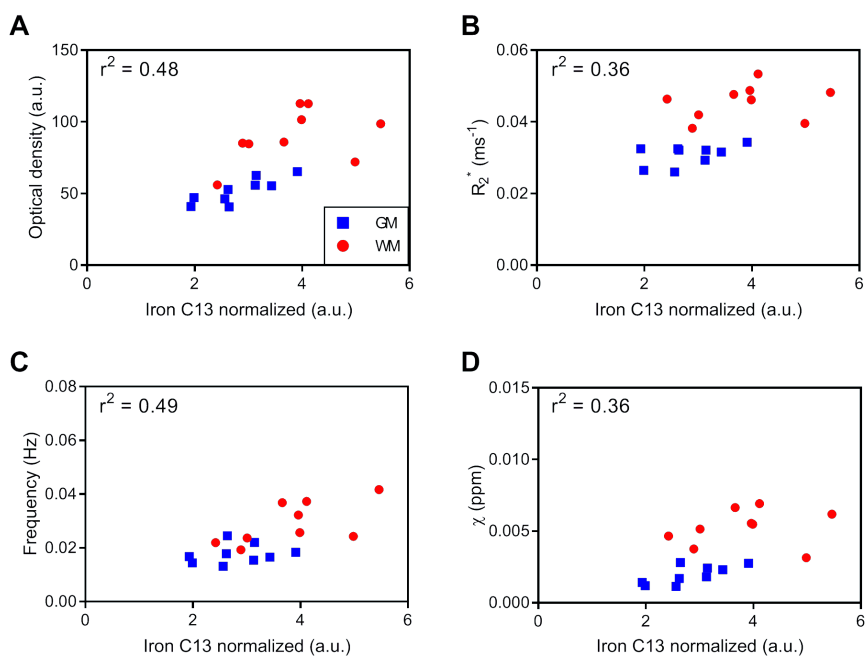 A
r² = 0.48
Optical density (a.u.)
150
100
50
0
GM
WM
0 2 4 6
Iron C13 normalized (a.u.)
B
r² = 0.36
R₂* (ms⁻¹)
0.06
0.04
0.02
0.00
0 2 4 6
Iron C13 normalized (a.u.)
C
r² = 0.49
Frequency (Hz)
0.08
0.06
0.04
0.02
0.00
0 2 4 6
Iron C13 normalized (a.u.)
D
r² = 0.36
χ (ppm)
0.015
0.010
0.005
0.000
0 2 4 6
Iron C13 normalized (a.u.)